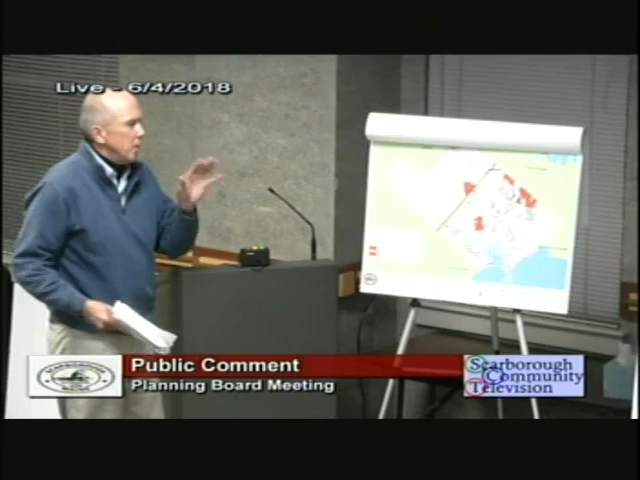 Live - 6/4/2018
Public Comment
Planning Board Meeting
Scarborough
Community
Television